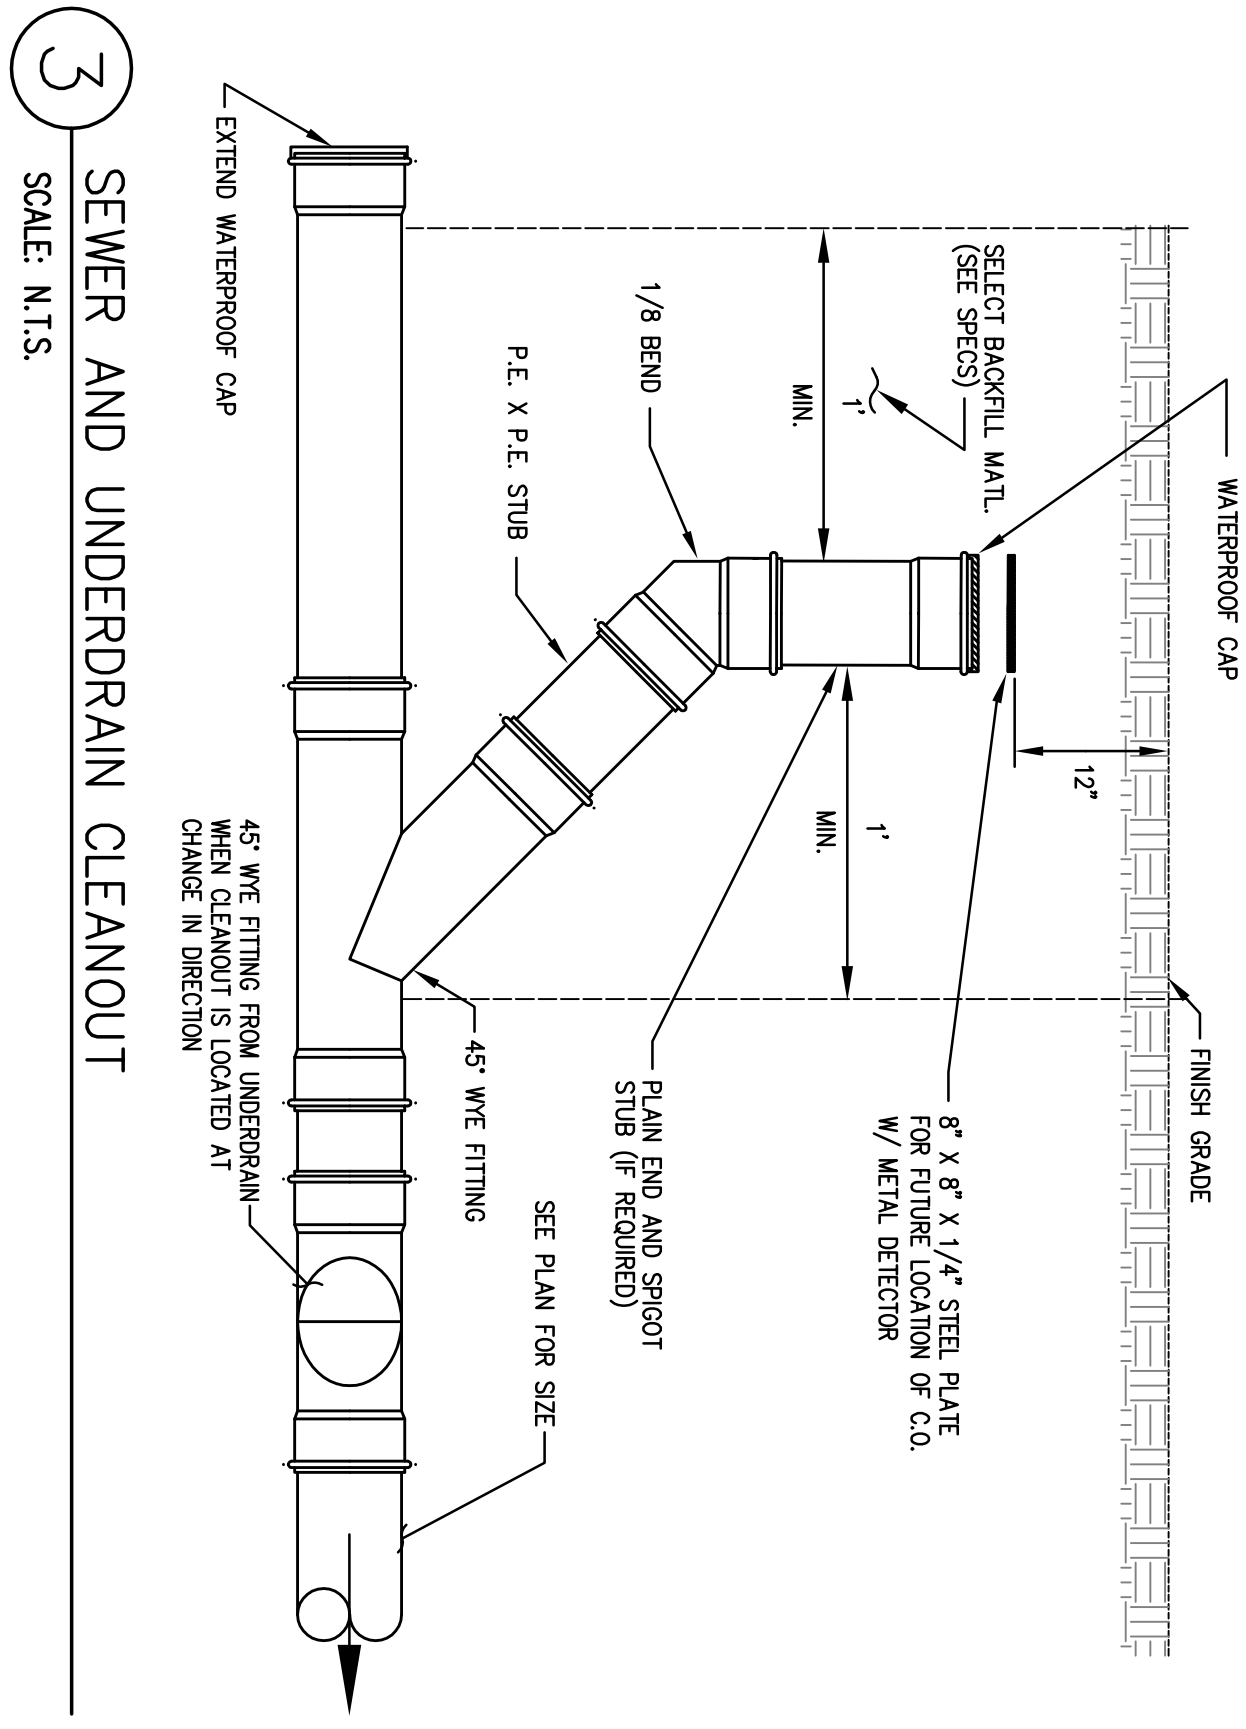 WATERPROOF CAP
FINISH GRADE
12”
SELECT BACKFILL MATL.
(SEE SPECS)
1’
MIN.
1’
MIN.
8” X 8” X 1/4” STEEL PLATE
FOR FUTURE LOCATION OF C.O.
W/ METAL DETECTOR
1/8 BEND
PLAIN END AND SPIGOT
STUB (IF REQUIRED)
P.E. X P.E. STUB
SEE PLAN FOR SIZE
45° WYE FITTING
EXTEND WATERPROOF CAP
45° WYE FITTING FROM UNDERDRAIN
WHEN CLEANOUT IS LOCATED AT
CHANGE IN DIRECTION
3
SEWER AND UNDERDRAIN CLEANOUT
SCALE: N.T.S.